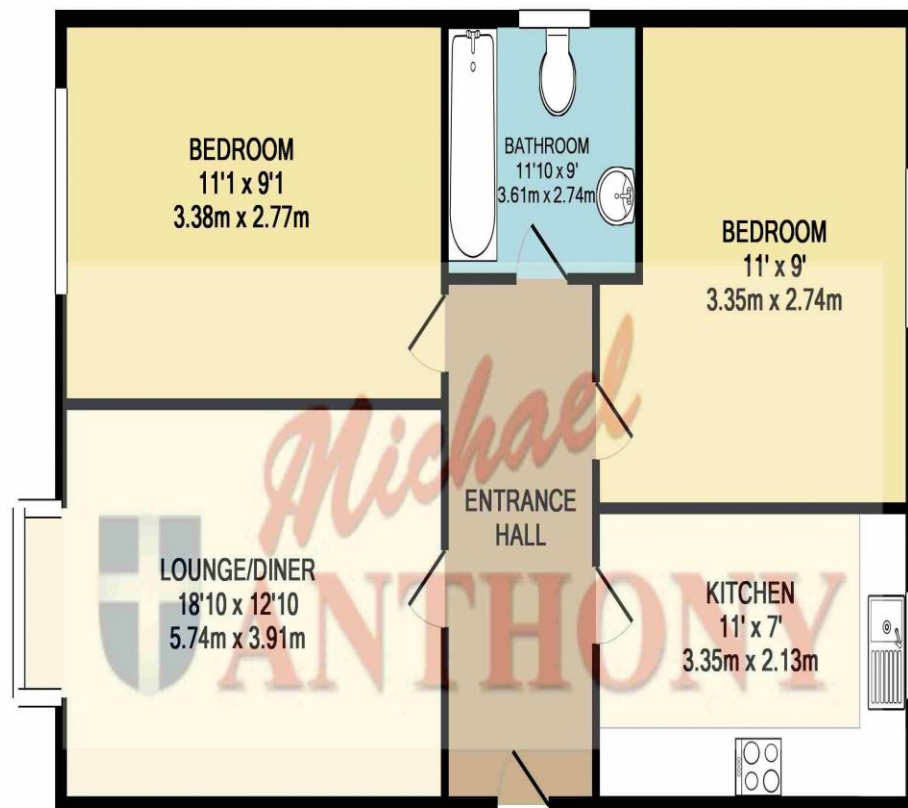 BEDROOM
11'1 x 9'1
3.38m x 2.77m
BATHROOM
11'10 x 9'
3.61m x 2.74m
BEDROOM
11' x 9'
3.35m x 2.74m
Michael
ANTHONY
ENTRANCE
HALL
LOUNGE/DINER
18'10 x 12'10
5.74m x 3.91m
KITCHEN
11' x 7'
3.35m x 2.13m